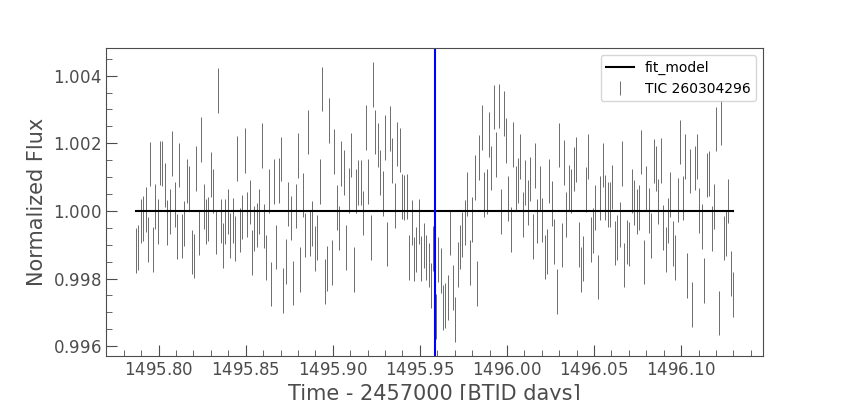 fit_model
TIC 260304296
1.004
1.002
1.000
0.998
0.996
Normalized Flux
1495.80 1495.85 1495.90 1495.95 1496.00 1496.05 1496.10
Time - 2457000 [BTJD days]